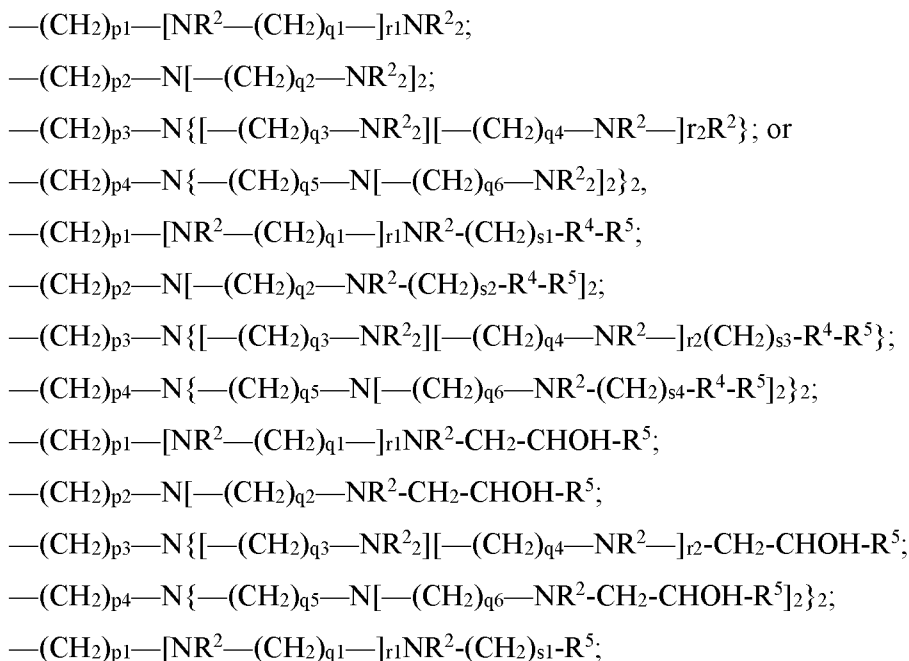 —(CH₂)ₚ₁—[NR²—(CH₂)q₁—]ᵣ₁NR²₂;
—(CH₂)ₚ₂—N[—(CH₂)q₂—NR²₂]₂;
—(CH₂)ₚ₃—N{[—(CH₂)q₃—NR²₂][—(CH₂)q₄—NR²—]r₂R²}; or
—(CH₂)ₚ₄—N{—(CH₂)q₅—N[—(CH₂)q₆—NR²₂]₂}₂,
—(CH₂)ₚ₁—[NR²—(CH₂)q₁—]ᵣ₁NR²-(CH₂)ₛ₁-R⁴-R⁵;
—(CH₂)ₚ₂—N[—(CH₂)q₂—NR²-(CH₂)ₛ₂-R⁴-R⁵]₂;
—(CH₂)ₚ₃—N{[—(CH₂)q₃—NR²₂][—(CH₂)q₄—NR²—]ᵣ₂(CH₂)ₛ₃-R⁴-R⁵};
—(CH₂)ₚ₄—N{—(CH₂)q₅—N[—(CH₂)q₆—NR²-(CH₂)ₛ₄-R⁴-R⁵]₂}₂;
—(CH₂)ₚ₁—[NR²—(CH₂)q₁—]ᵣ₁NR²-CH₂-CHOH-R⁵;
—(CH₂)ₚ₂—N[—(CH₂)q₂—NR²-CH₂-CHOH-R⁵]₂;
—(CH₂)ₚ₃—N{[—(CH₂)q₃—NR²₂][—(CH₂)q₄—NR²—]ᵣ₂-CH₂-CHOH-R⁵;
—(CH₂)ₚ₄—N{—(CH₂)q₅—N[—(CH₂)q₆—NR²-CH₂-CHOH-R⁵]₂}₂;
—(CH₂)ₚ₁—[NR²—(CH₂)q₁—]ᵣ₁NR²-(CH₂)ₛ₁-R⁵;